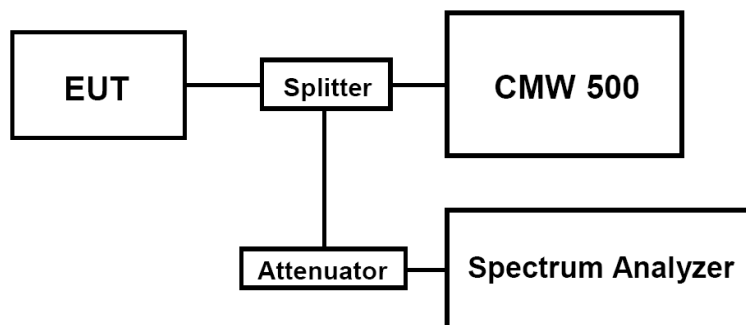 EUT
Splitter
CMW 500
Attenuator
Spectrum Analyzer